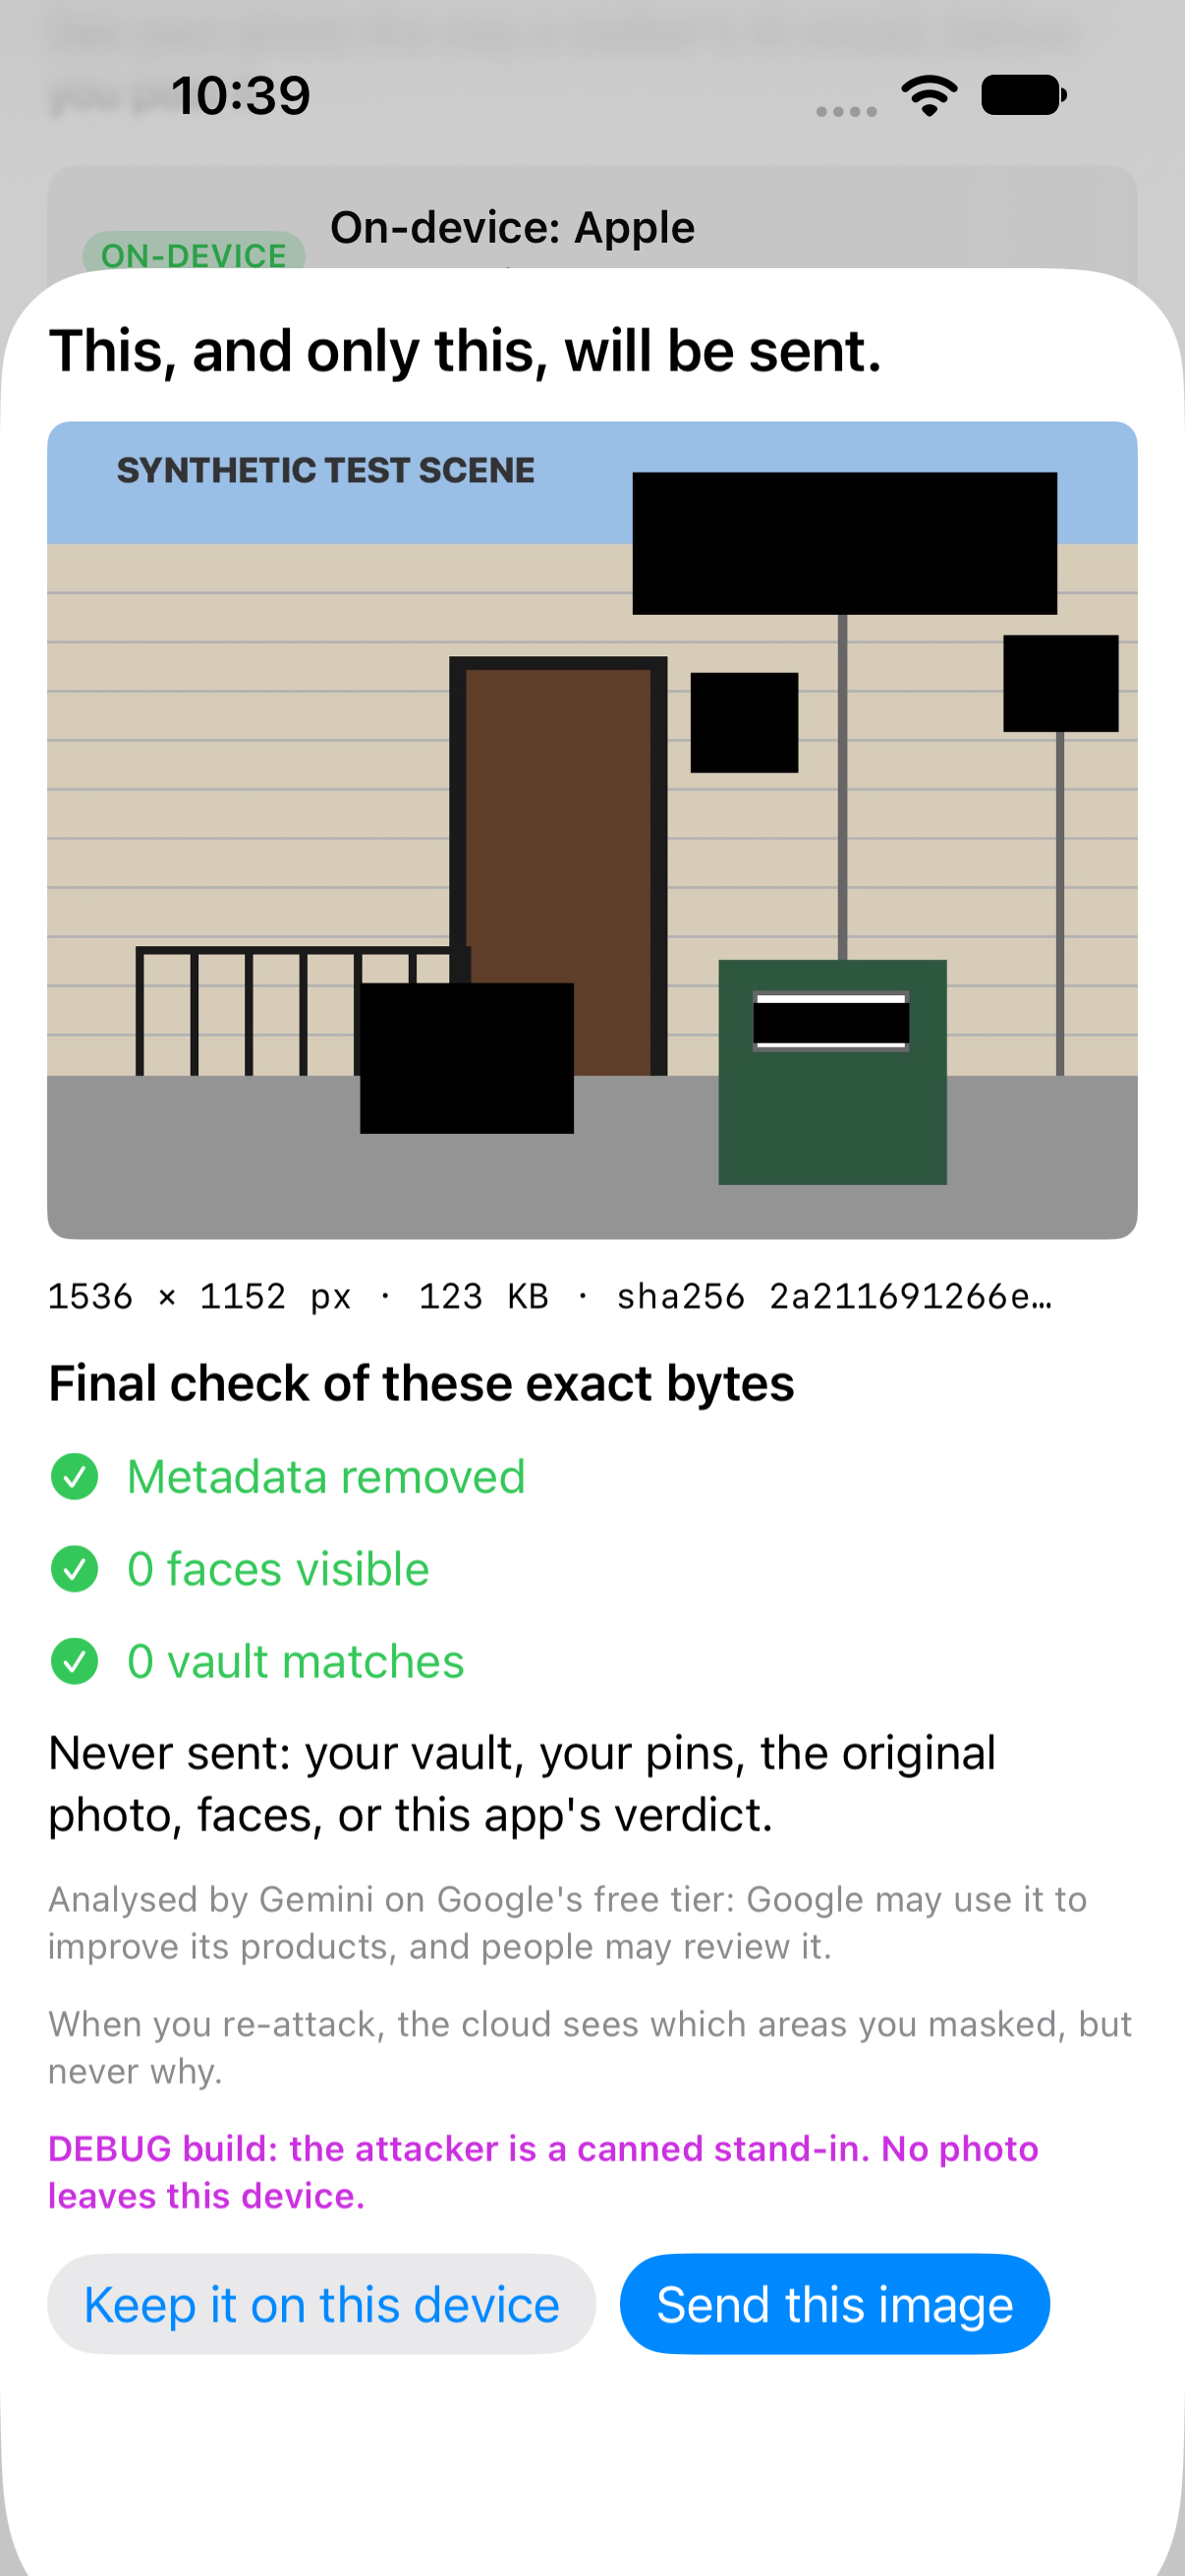 10:39
On-device: Apple
ON-DEVICE
This, and only this, will be sent.
SYNTHETIC TEST SCENE
1536 × 1152 px · 123 KB · sha256 2a211691266e…
Final check of these exact bytes
Metadata removed
0 faces visible
0 vault matches
Never sent: your vault, your pins, the original
photo, faces, or this app's verdict.
Analysed by Gemini on Google's free tier: Google may use it to
improve its products, and people may review it.
When you re-attack, the cloud sees which areas you masked, but
never why.
DEBUG build: the attacker is a canned stand-in. No photo
leaves this device.
Keep it on this device
Send this image